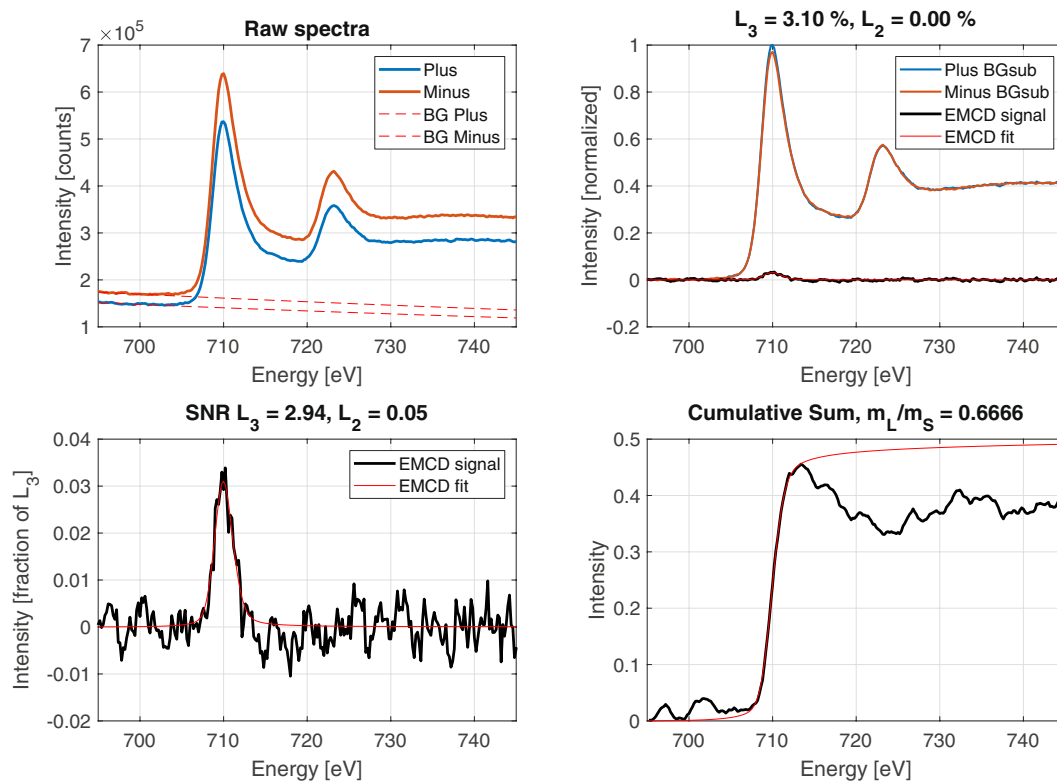 Raw spectra
×10⁵
7
6
5
4
3
2
1
Intensity [counts]
700 710 720 730 740
Energy [eV]
Plus
Minus
BG Plus
BG Minus
L₃ = 3.10 %, L₂ = 0.00 %
1
0.8
0.6
0.4
0.2
0
-0.2
Intensity [normalized]
700 710 720 730 740
Energy [eV]
Plus BGsub
Minus BGsub
EMCD signal
EMCD fit
SNR L₃ = 2.94, L₂ = 0.05
0.04
0.03
0.02
0.01
0
-0.01
-0.02
Intensity [fraction of L₃]
700 710 720 730 740
Energy [eV]
EMCD signal
EMCD fit
Cumulative Sum, m_L/m_S = 0.6666
0.5
0.4
0.3
0.2
0.1
0
Intensity
700 710 720 730 740
Energy [eV]